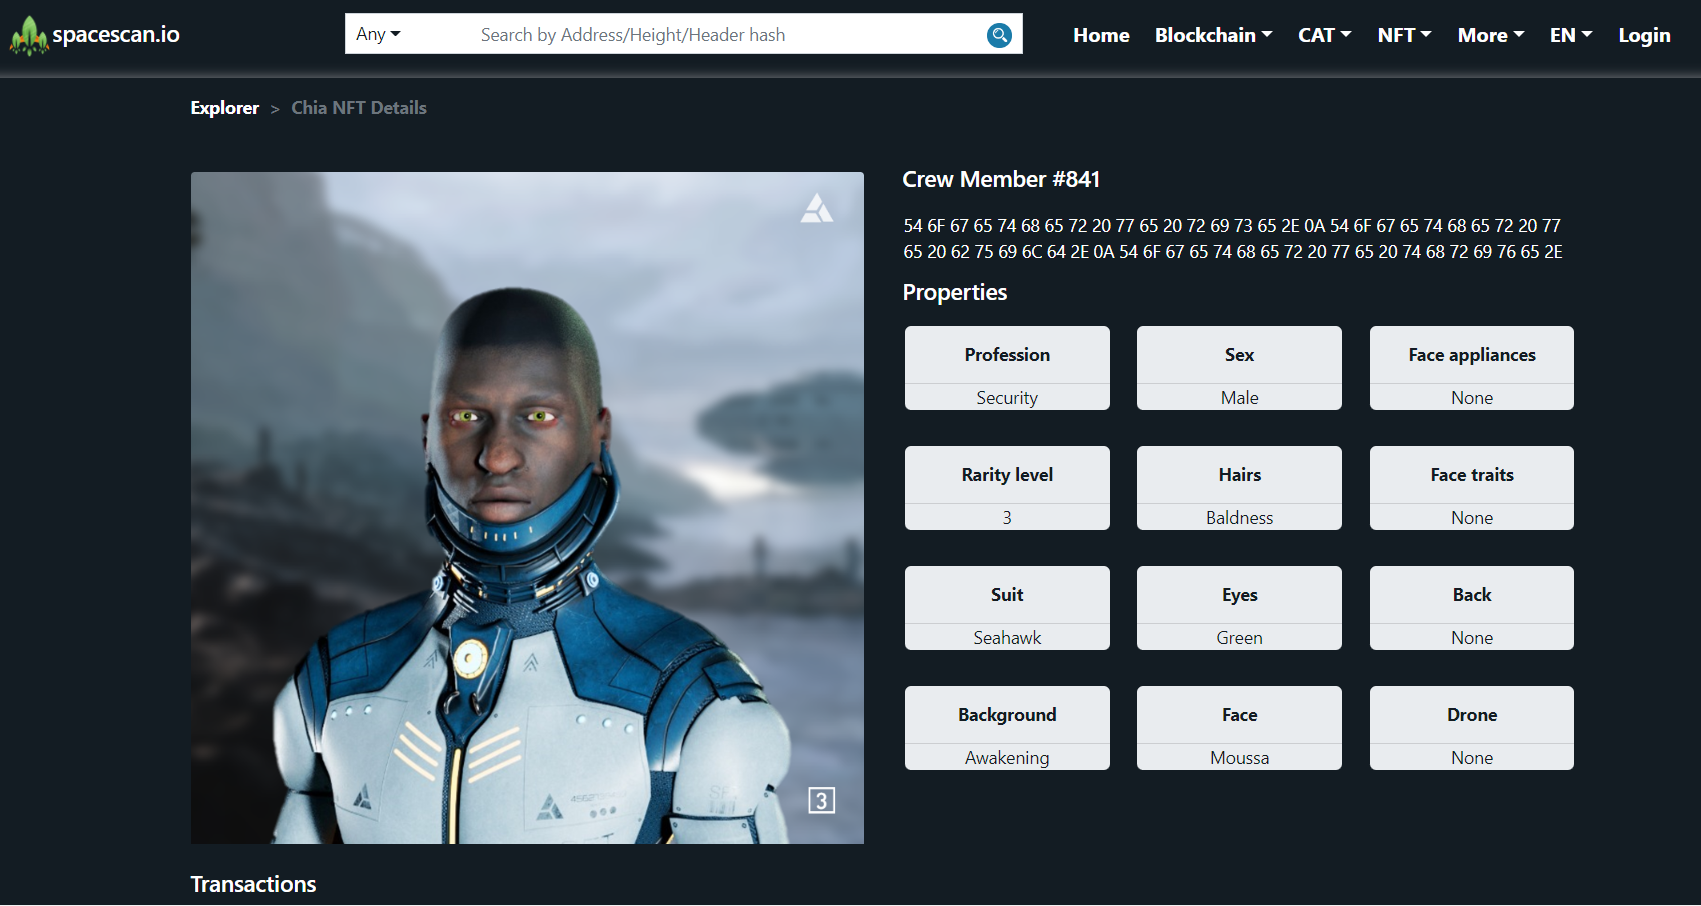 spacescan.io
Any
Search by Address/Height/Header hash
Home Blockchain CAT NFT More EN Login
Explorer > Chia NFT Details
Crew Member #841
54 6F 67 65 74 68 65 72 20 77 65 20 72 69 73 65 2E 0A 54 6F 67 65 74 68 65 72 20 77
65 20 62 75 69 6C 64 2E 0A 54 6F 67 65 74 68 65 72 20 77 65 20 74 68 72 69 76 65 2E
Properties
Profession
Security
Sex
Male
Face appliances
None
Rarity level
3
Hairs
Baldness
Face traits
None
Suit
Seahawk
Eyes
Green
Back
None
Background
Awakening
Face
Moussa
Drone
None
3
Transactions